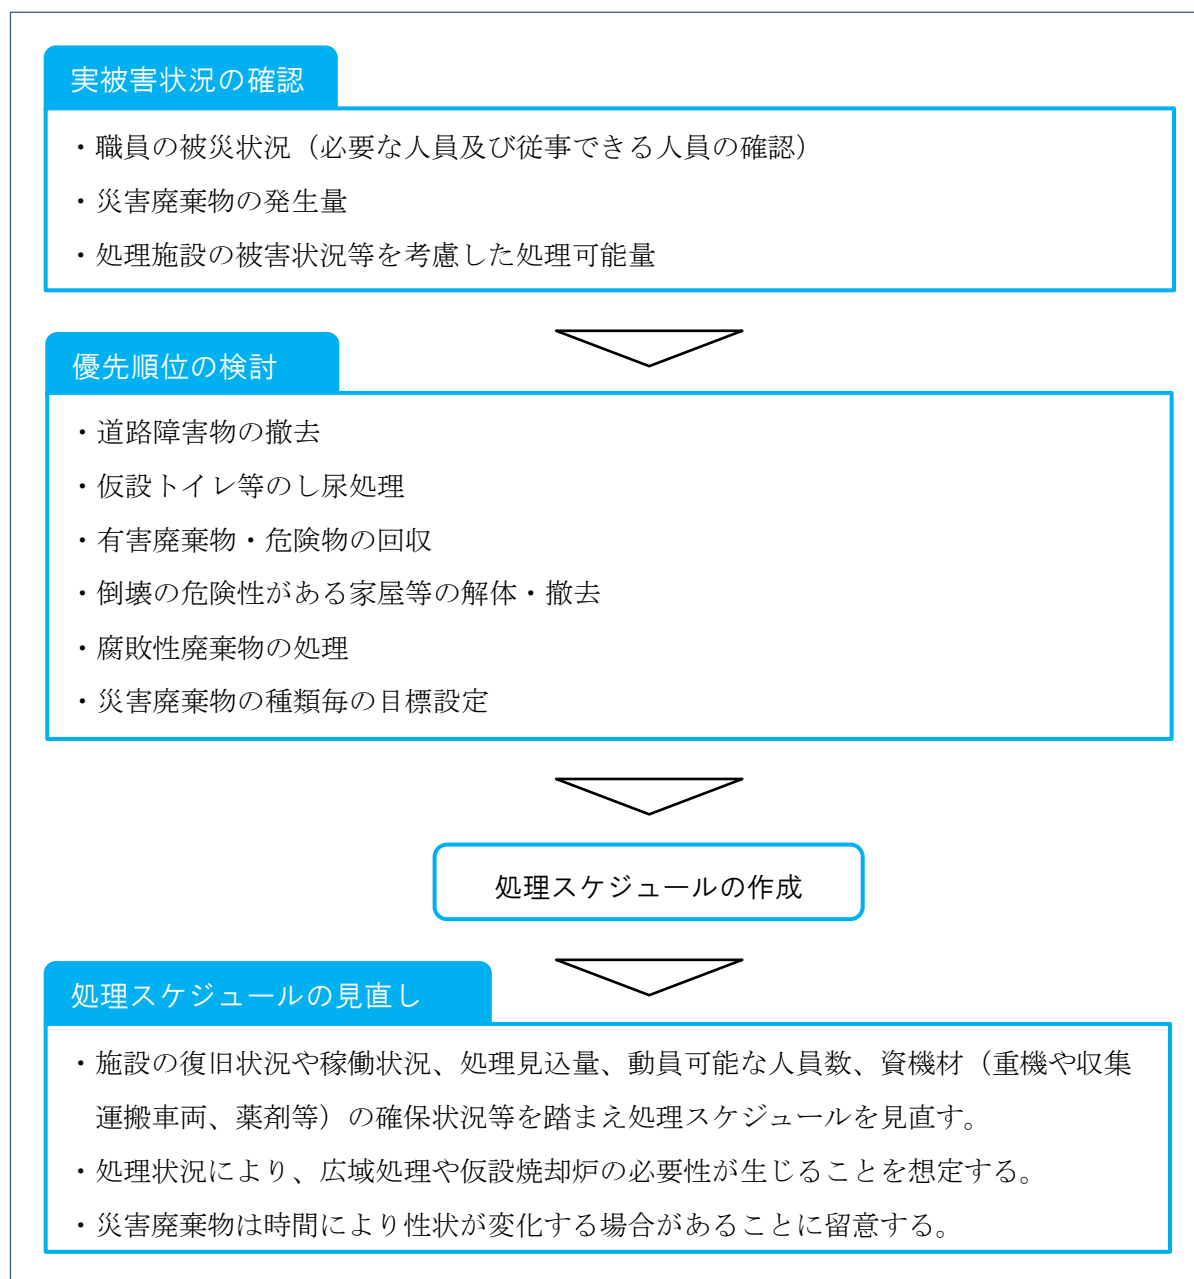 実被害状況の確認
・職員の被災状況（必要な人員及び従事できる人員の確認）
・災害廃棄物の発生量
・処理施設の被害状況等を考慮した処理可能量
優先順位の検討
・道路障害物の撤去
・仮設トイレ等のし尿処理
・有害廃棄物・危険物の回収
・倒壊の危険性がある家屋等の解体・撤去
・腐敗性廃棄物の処理
・災害廃棄物の種類毎の目標設定
処理スケジュールの作成
処理スケジュールの見直し
・施設の復旧状況や稼働状況、処理見込量、動員可能な人員数、資機材（重機や収集
運搬車両、薬剤等）の確保状況等を踏まえ処理スケジュールを見直す。
・処理状況により、広域処理や仮設焼却炉の必要性が生じることを想定する。
・災害廃棄物は時間により性状が変化する場合があることに留意する。